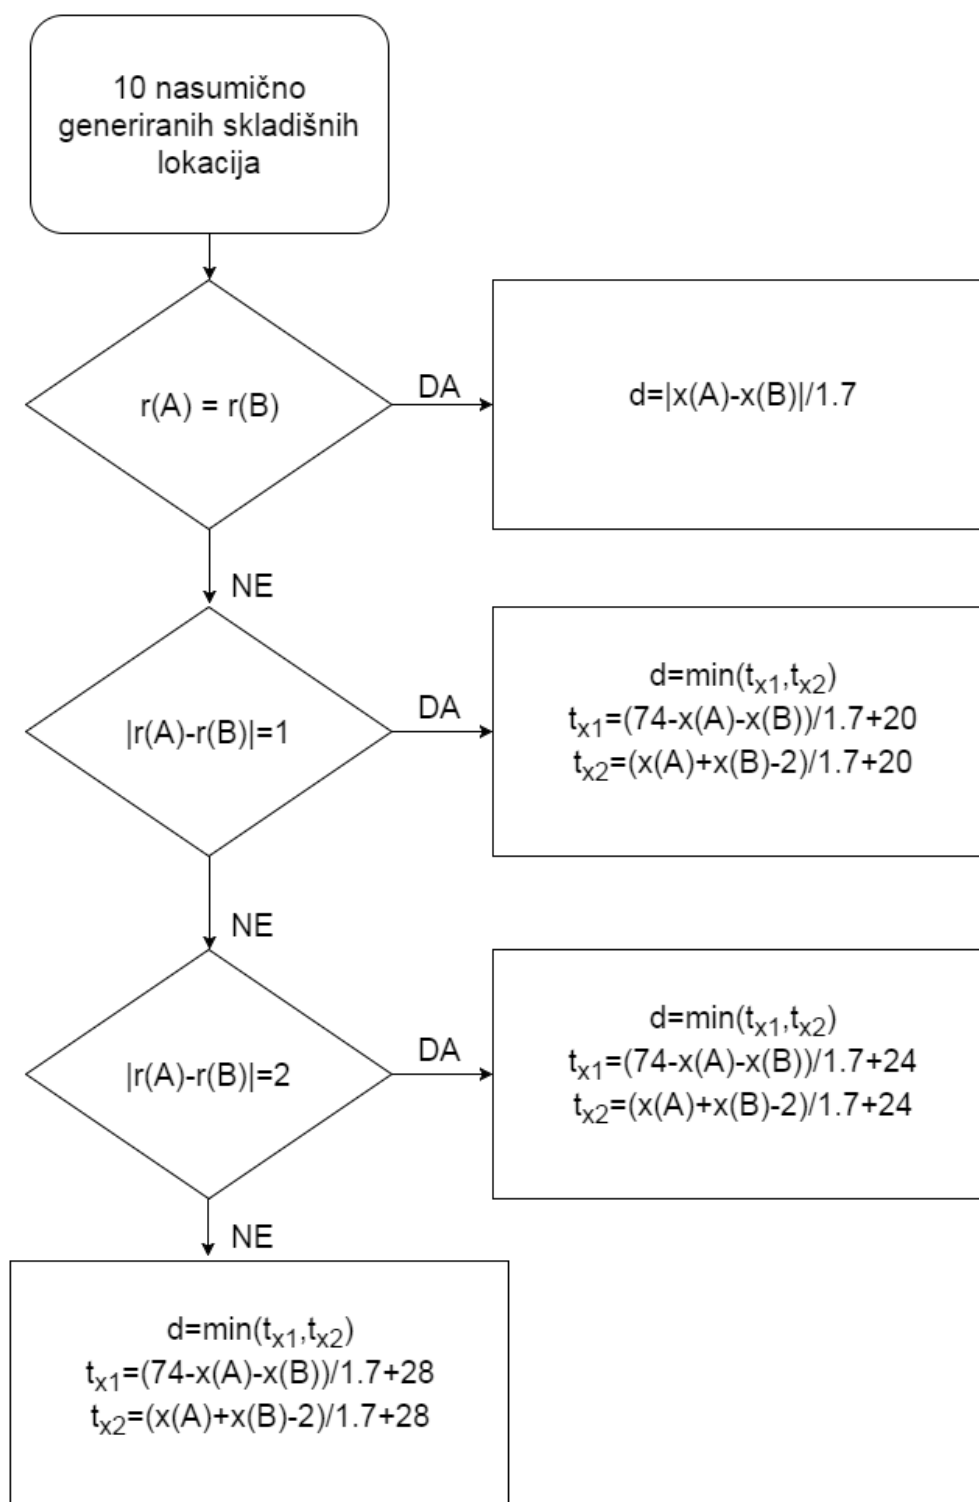 10 nasumično
generiranih skladišnih
lokacija
r(A) = r(B)
DA
d=|x(A)-x(B)|/1.7
NE
|r(A)-r(B)|=1
DA
d=min(tx1,tx2)
tx1=(74-x(A)-x(B))/1.7+20
tx2=(x(A)+x(B)-2)/1.7+20
NE
|r(A)-r(B)|=2
DA
d=min(tx1,tx2)
tx1=(74-x(A)-x(B))/1.7+24
tx2=(x(A)+x(B)-2)/1.7+24
NE
d=min(tx1,tx2)
tx1=(74-x(A)-x(B))/1.7+28
tx2=(x(A)+x(B)-2)/1.7+28